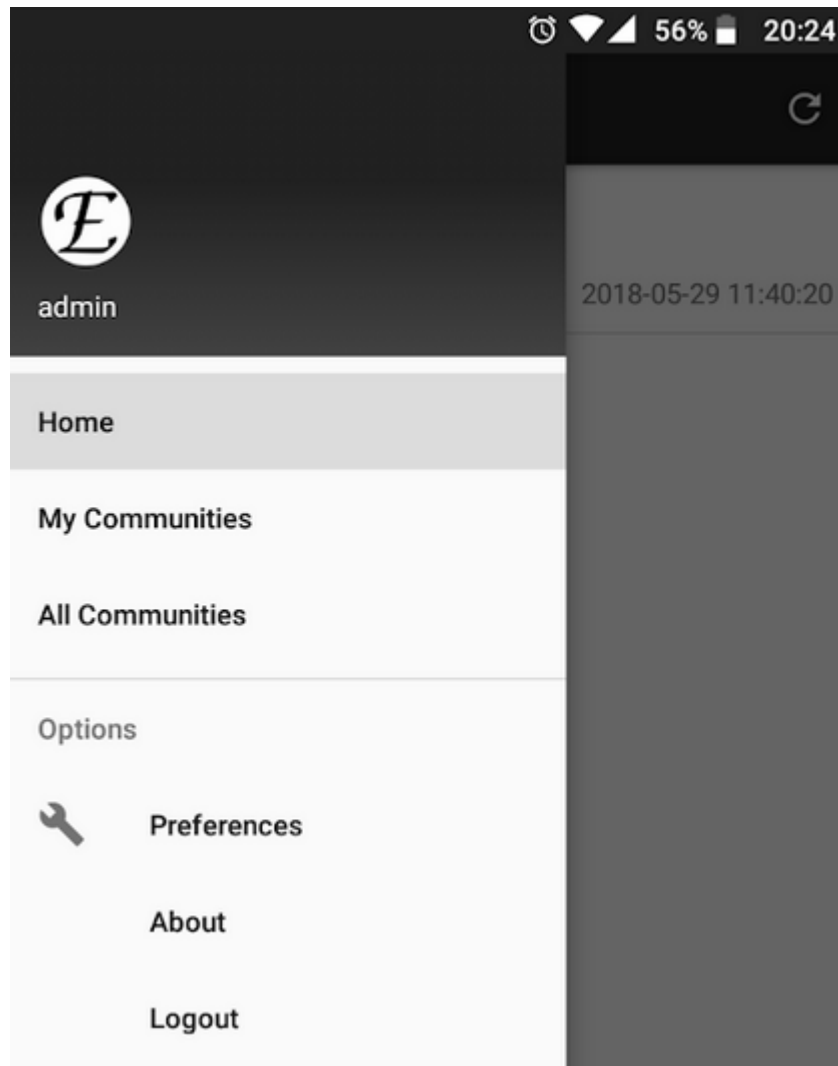 56% 20:24
E
admin
2018-05-29 11:40:20
Home
My Communities
All Communities
Options
Preferences
About
Logout